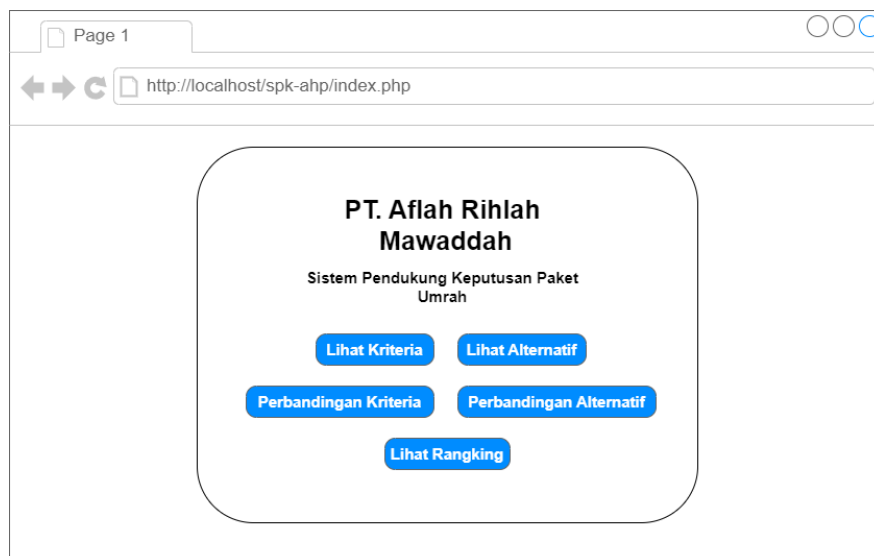 Page 1
http://localhost/spk-ahp/index.php
PT. Aflah Rihlah
Mawaddah
Sistem Pendukung Keputusan Paket
Umrah
Lihat Kriteria
Lihat Alternatif
Perbandingan Kriteria
Perbandingan Alternatif
Lihat Rangking